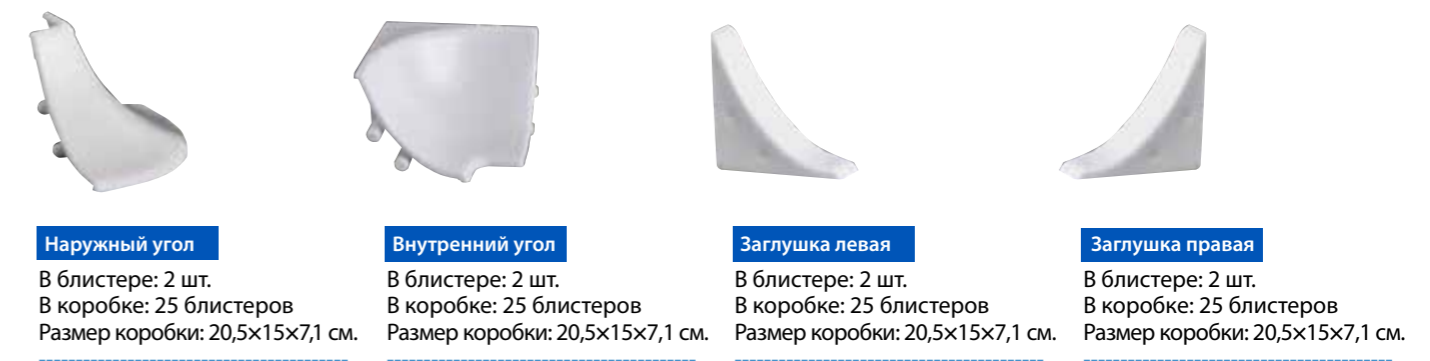 Наружный угол
В блистере: 2 шт.
В коробке: 25 блистеров
Размер коробки: 20,5×15×7,1 см.
Внутренний угол
В блистере: 2 шт.
В коробке: 25 блистеров
Размер коробки: 20,5×15×7,1 см.
Заглушка левая
В блистере: 2 шт.
В коробке: 25 блистеров
Размер коробки: 20,5×15×7,1 см.
Заглушка правая
В блистере: 2 шт.
В коробке: 25 блистеров
Размер коробки: 20,5×15×7,1 см.